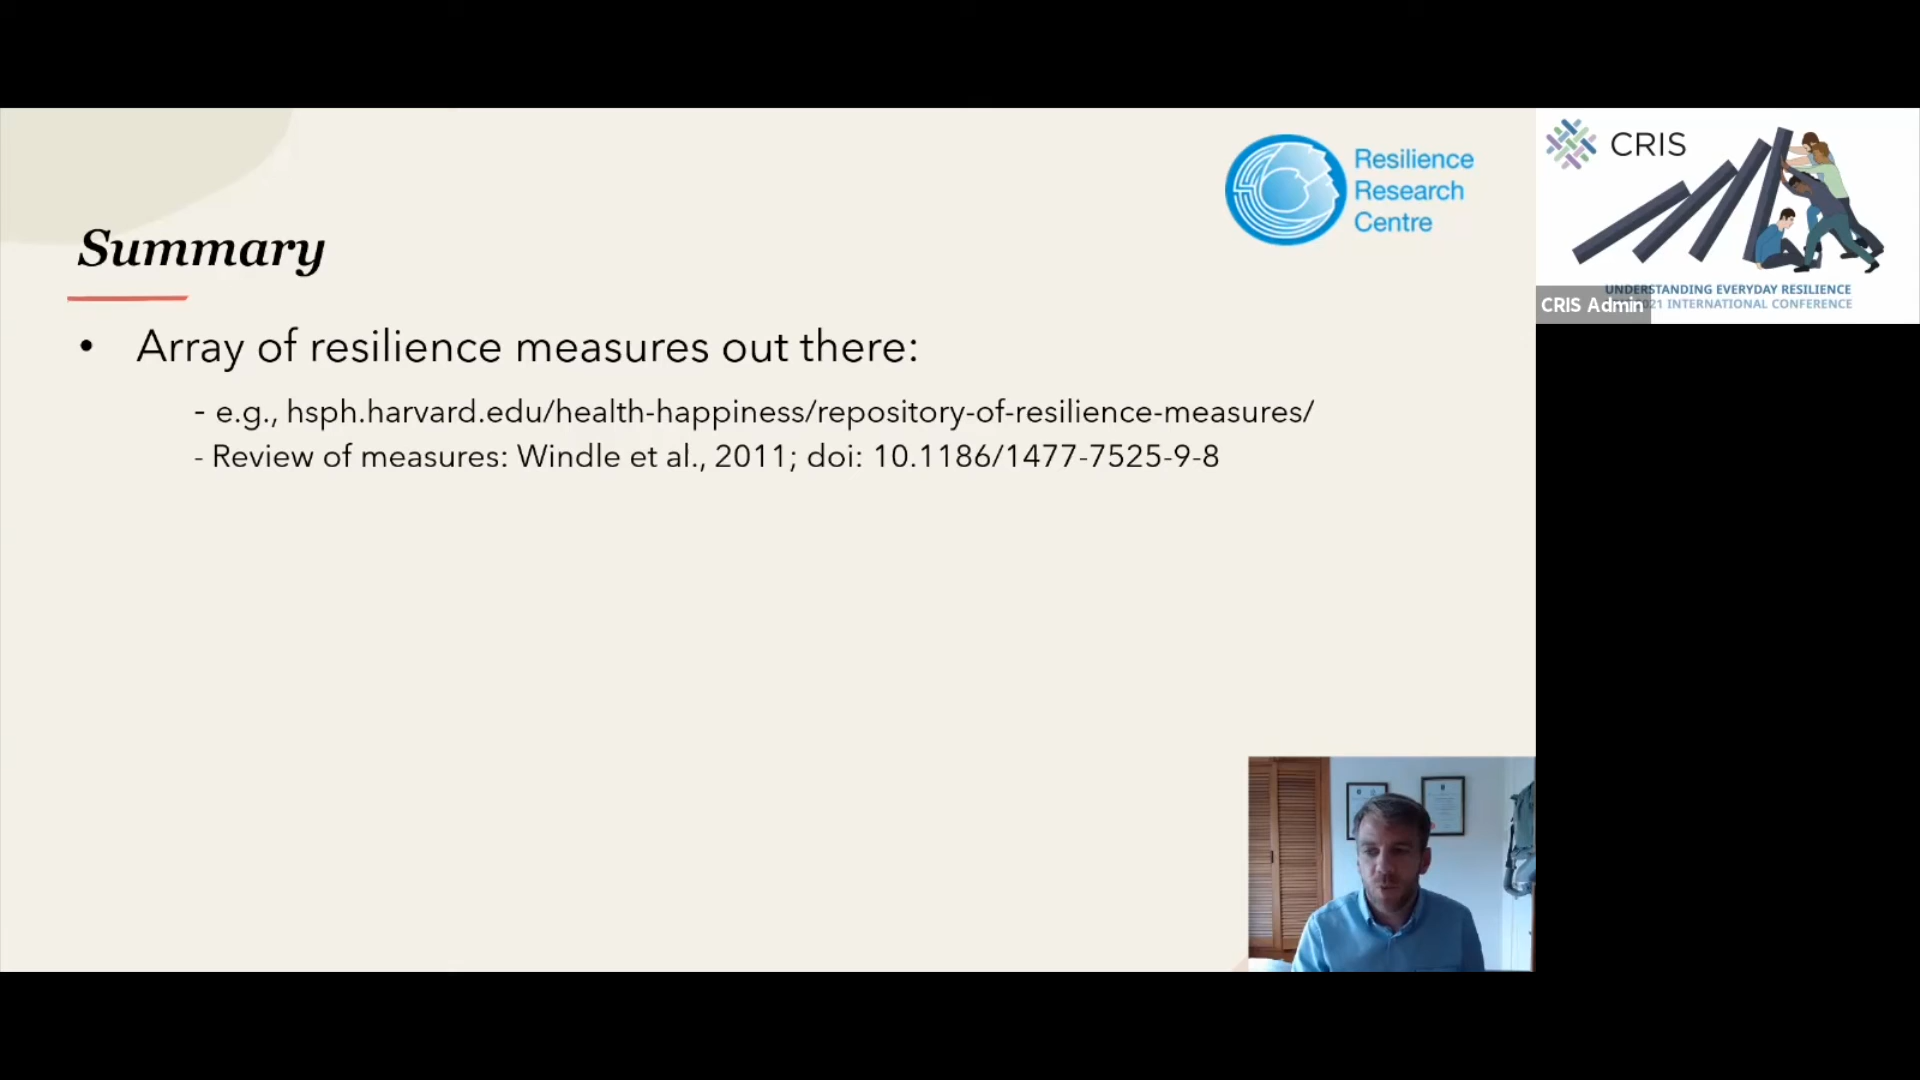 Resilience
Research
Centre
CRIS
Summary
UNDERSTANDING EVERYDAY RESILIENCE
CRIS Admin
21 INTERNATIONAL CONFERENCE
• Array of resilience measures out there:
- e.g., hsph.harvard.edu/health-happiness/repository-of-resilience-measures/
- Review of measures: Windle et al., 2011; doi: 10.1186/1477-7525-9-8